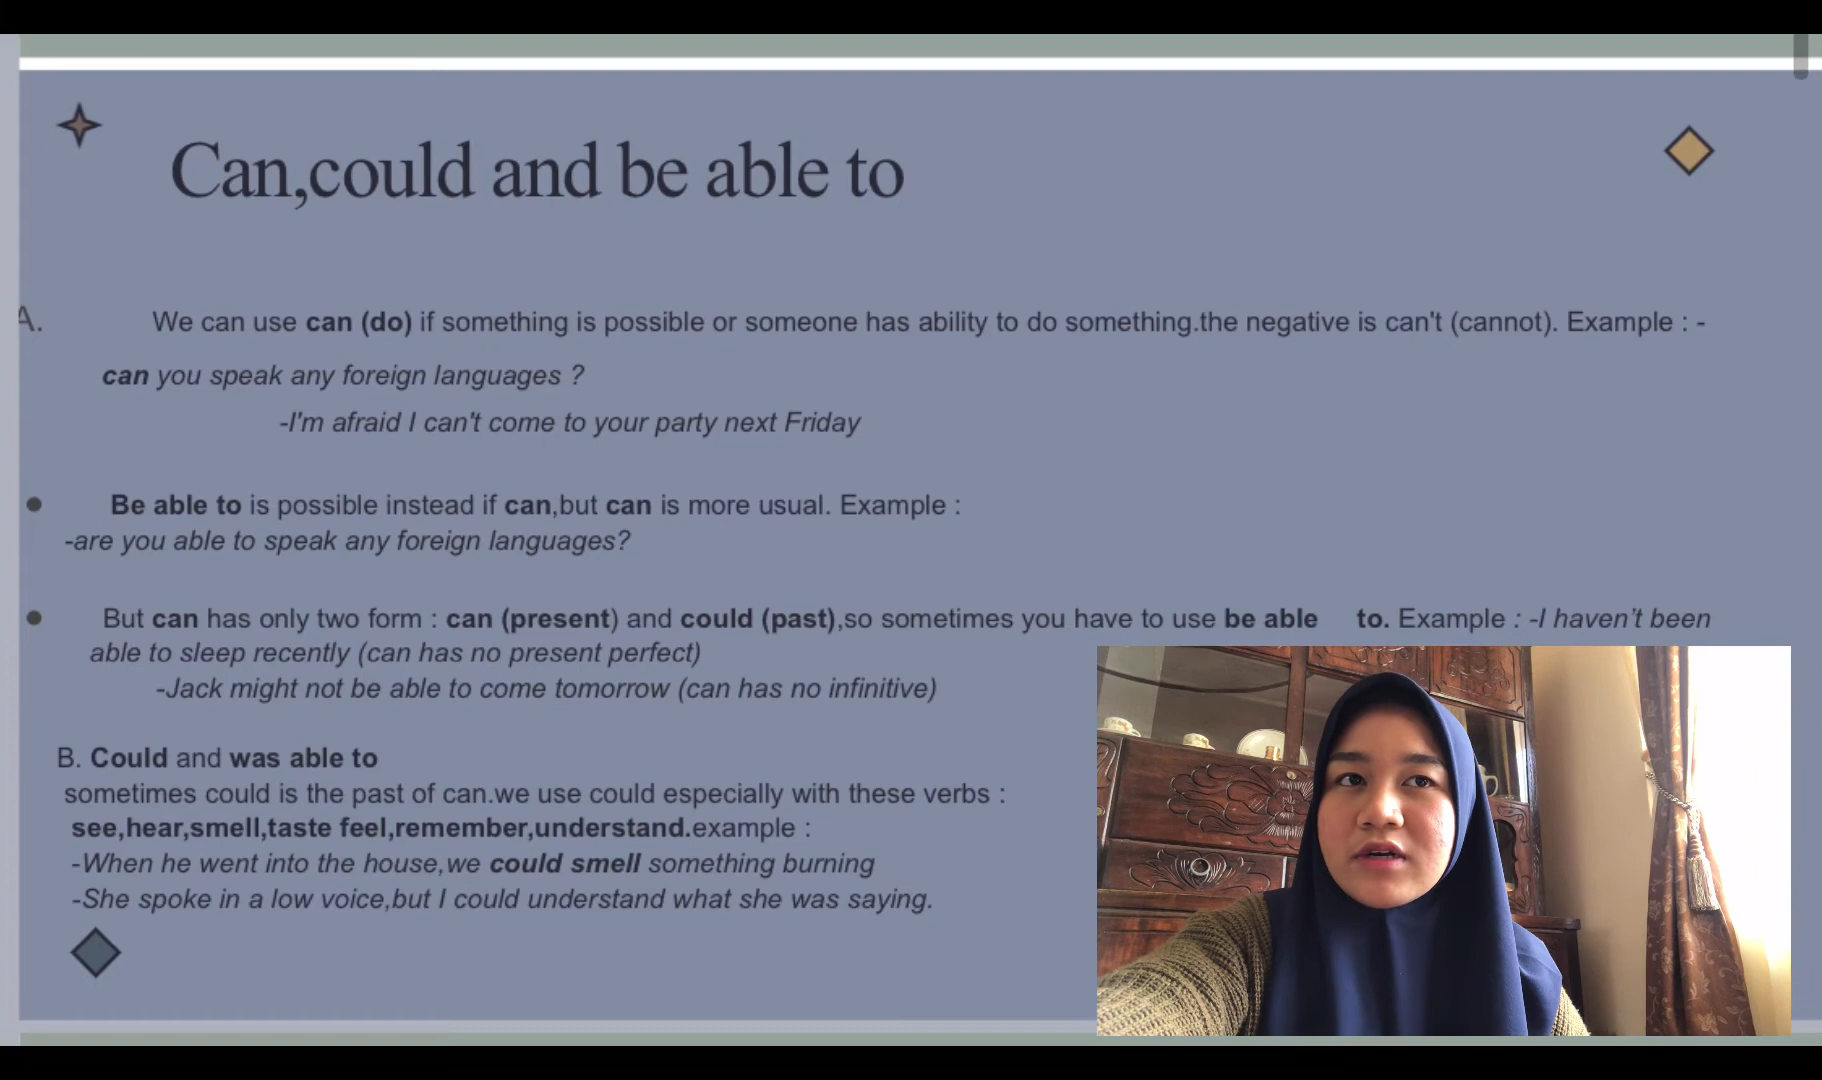 Can,could and be able to
A. We can use can (do) if something is possible or someone has ability to do something.the negative is can't (cannot). Example : -
can you speak any foreign languages ?
-I'm afraid I can't come to your party next Friday
● Be able to is possible instead if can,but can is more usual. Example :
-are you able to speak any foreign languages?
● But can has only two form : can (present) and could (past),so sometimes you have to use be able to. Example : -I haven’t been
able to sleep recently (can has no present perfect)
-Jack might not be able to come tomorrow (can has no infinitive)
B. Could and was able to
sometimes could is the past of can.we use could especially with these verbs :
see,hear,smell,taste feel,remember,understand.example :
-When he went into the house,we could smell something burning
-She spoke in a low voice,but I could understand what she was saying.